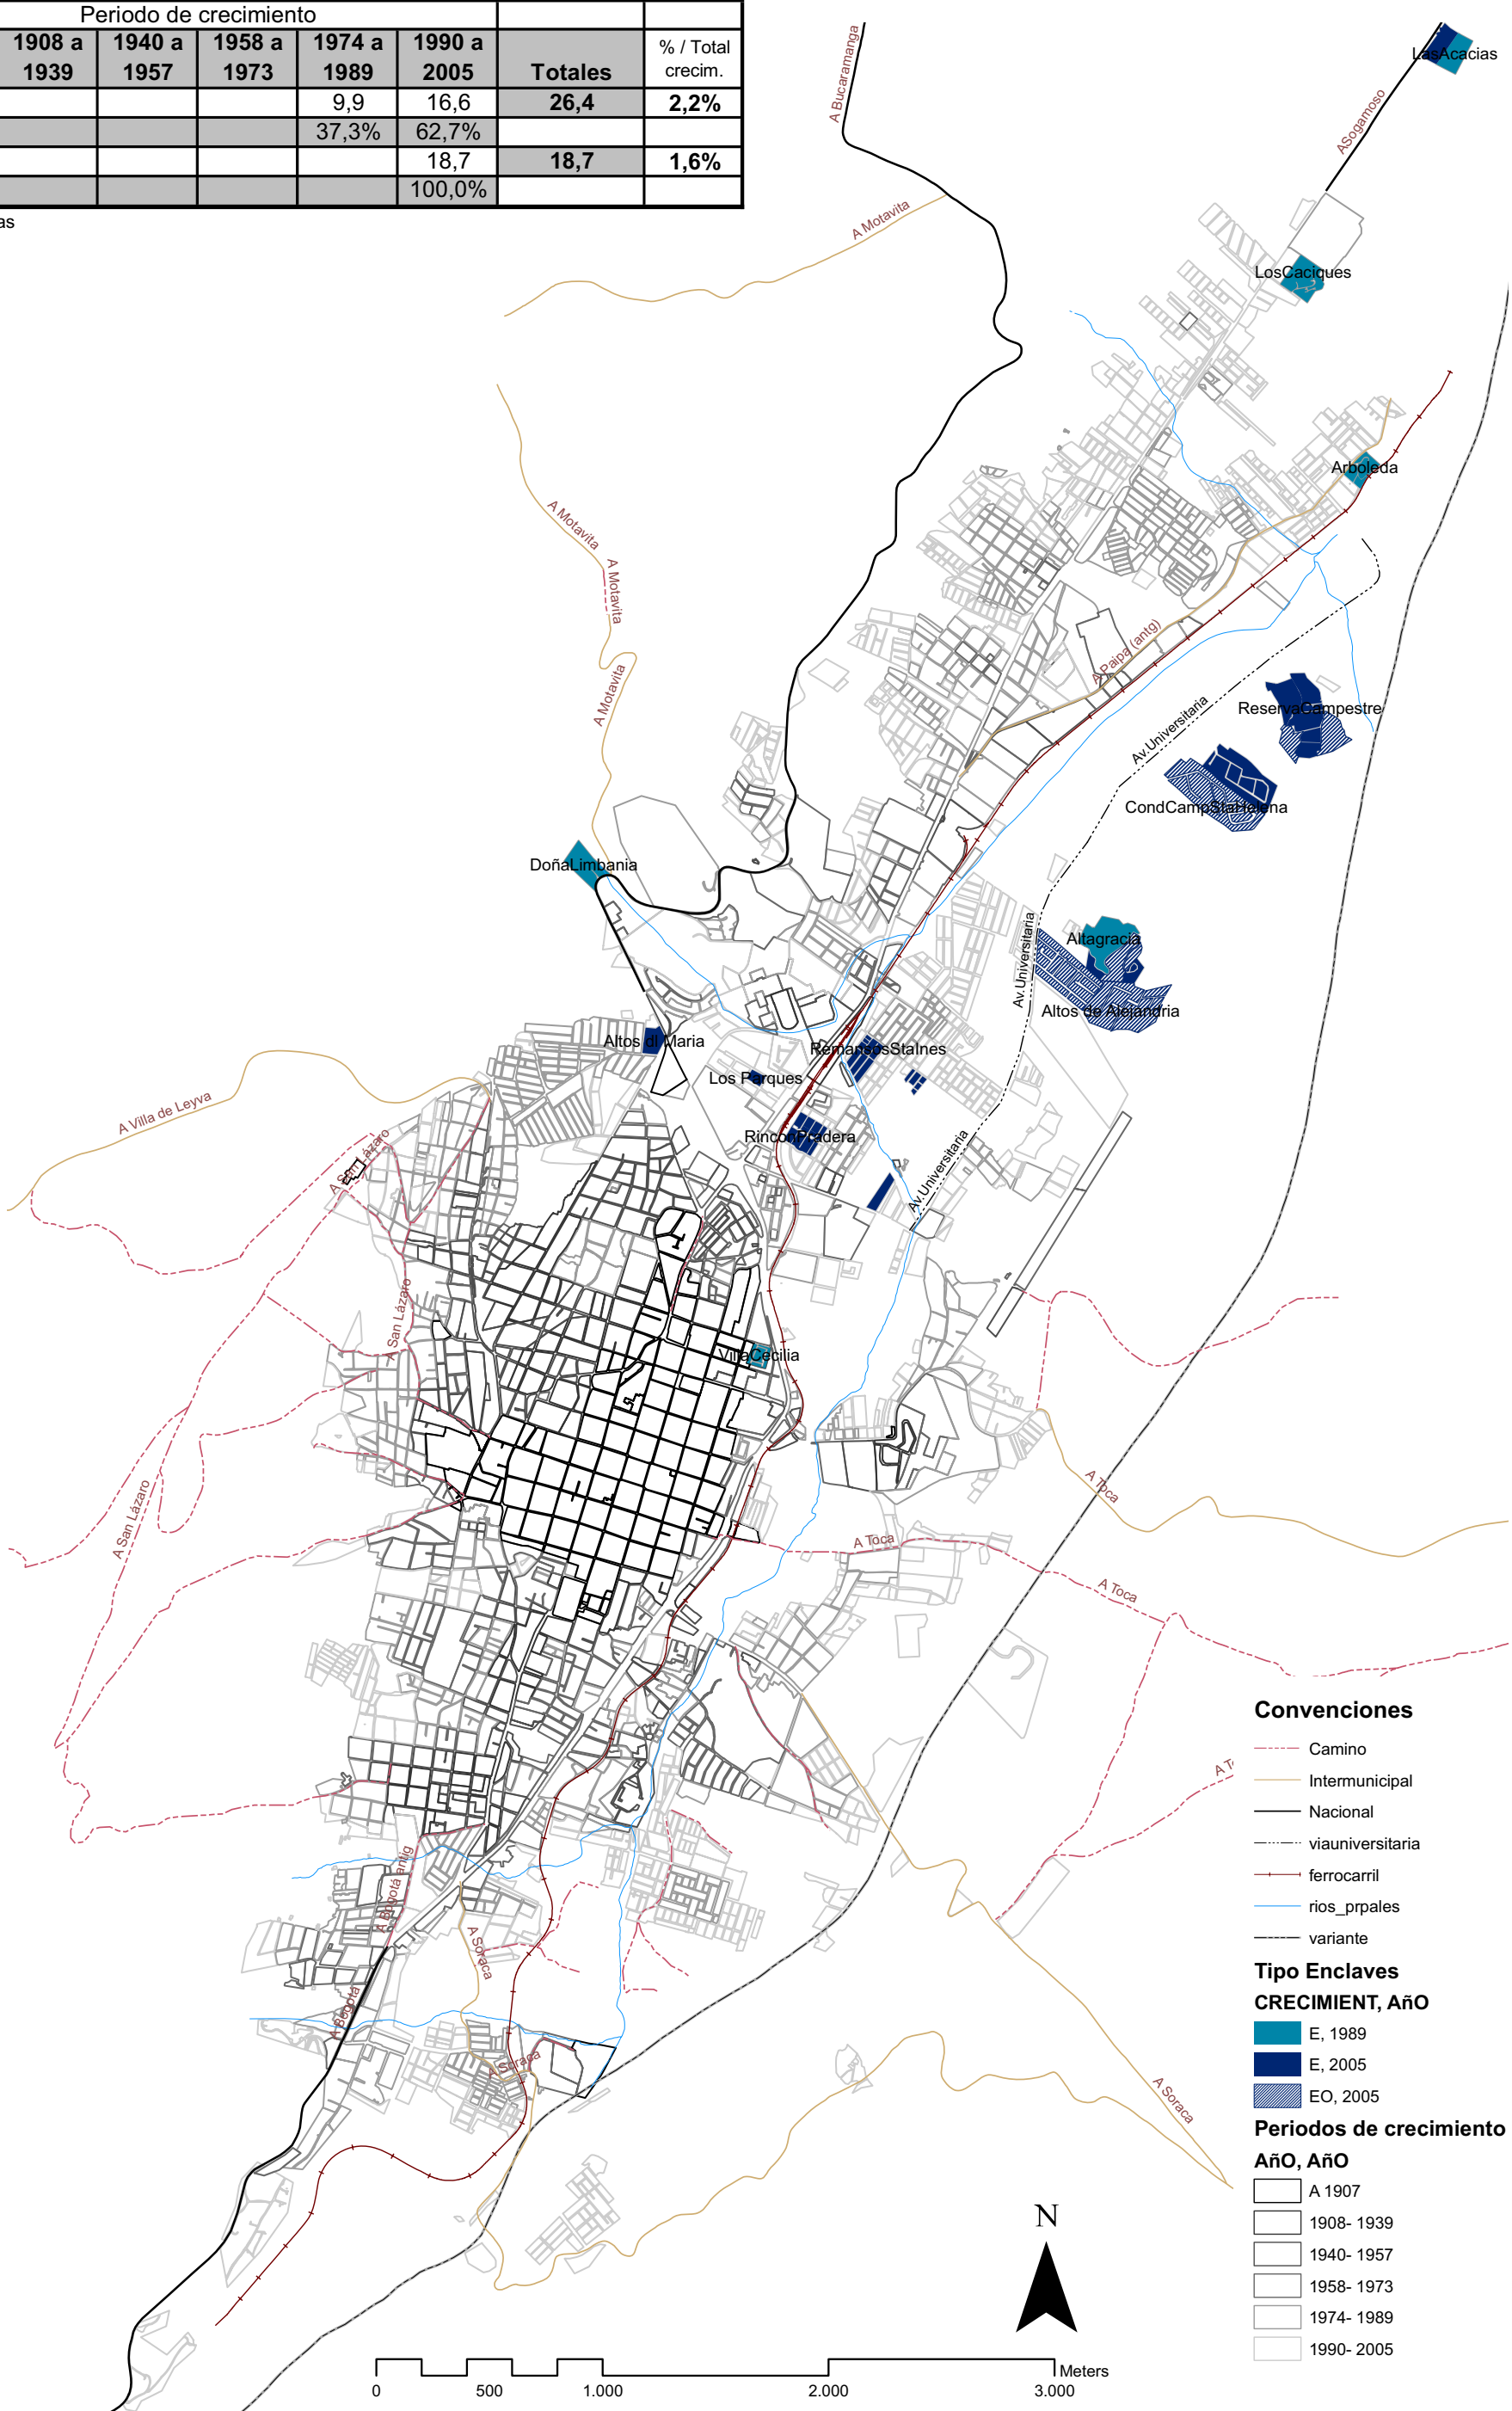 Periodo de crecimiento
1908 a 1940 a 1958 a 1974 a 1990 a % / Total
1939 1957 1973 1989 2005 Totales crecim.
9,9 16,6 26,4 2,2%
37,3% 62,7%
18,7 18,7 1,6%
100,0%
as
A Bucaramanga
LasAcacias
ASogamoso
A Motavita
LosCaciques
Arboleda
A Motavita
A Motavita
A Motavita
A Paipa (antg)
Av.Universitaria
ReservaCampestre
CondCampStaHelena
DoñaLimbania
Altagracia
Av.Universitaria
Altos de Alejandria
Altos dl Maria
RemansosStaInes
Los Parques
A Villa de Leyva
RinconPradera
A San Lázaro
Av.Universitaria
A San Lázaro
VillaCecilia
A San Lázaro
A Toca
A Toca
A Toca
A Bogotá antig
A Soraca
A Bogotá
A Soraca
A Soraca
Convenciones
Camino
Intermunicipal
Nacional
viauniversitaria
ferrocarril
rios_prpales
variante
Tipo Enclaves
CRECIMIENT, AñO
E, 1989
E, 2005
EO, 2005
Periodos de crecimiento
AñO, AñO
A 1907
1908- 1939
1940- 1957
1958- 1973
1974- 1989
1990- 2005
N
Meters
0 500 1.000 2.000 3.000